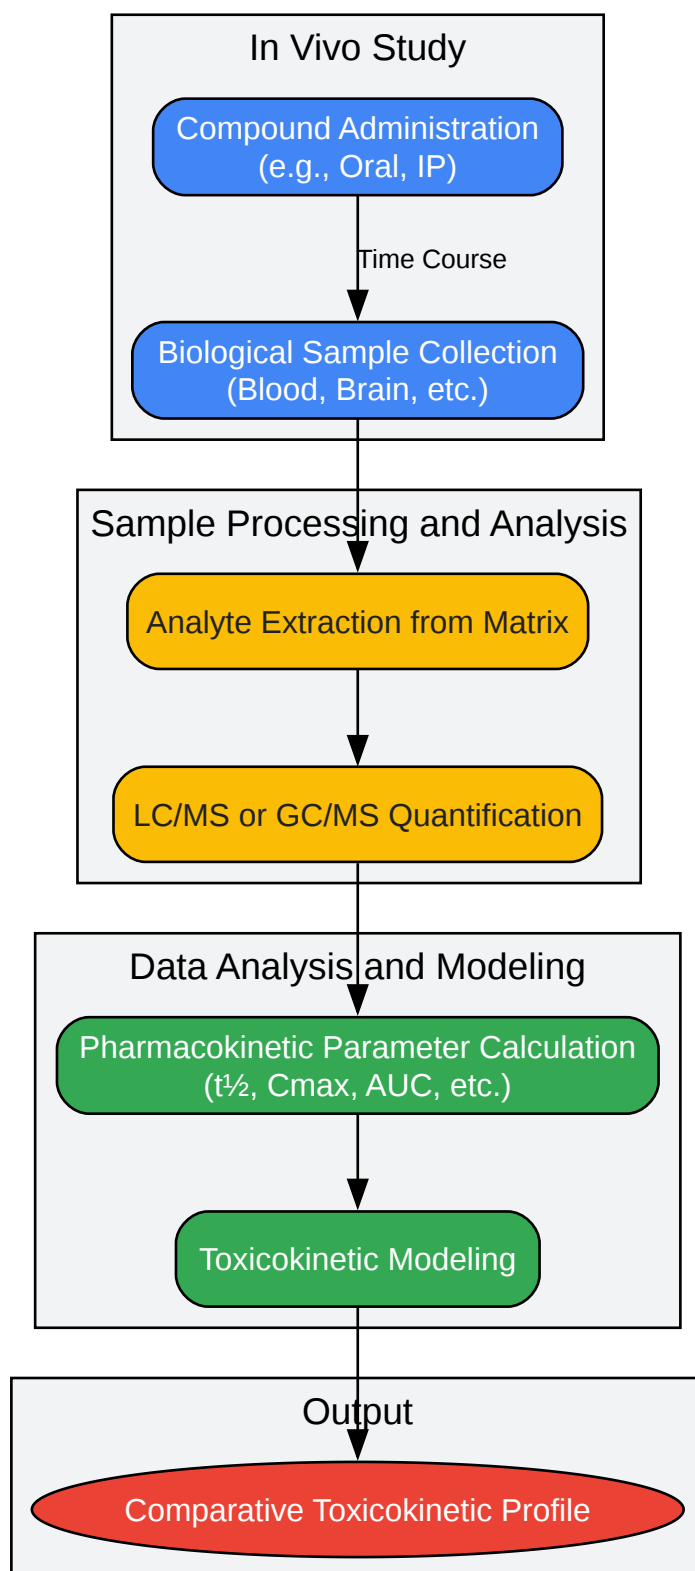 In Vivo Study
Compound Administration
(e.g., Oral, IP)
Time Course
Biological Sample Collection
(Blood, Brain, etc.)
Sample Processing and Analysis
Analyte Extraction from Matrix
LC/MS or GC/MS Quantification
Data Analysis and Modeling
Pharmacokinetic Parameter Calculation
(t½, Cmax, AUC, etc.)
Toxicokinetic Modeling
Output
Comparative Toxicokinetic Profile